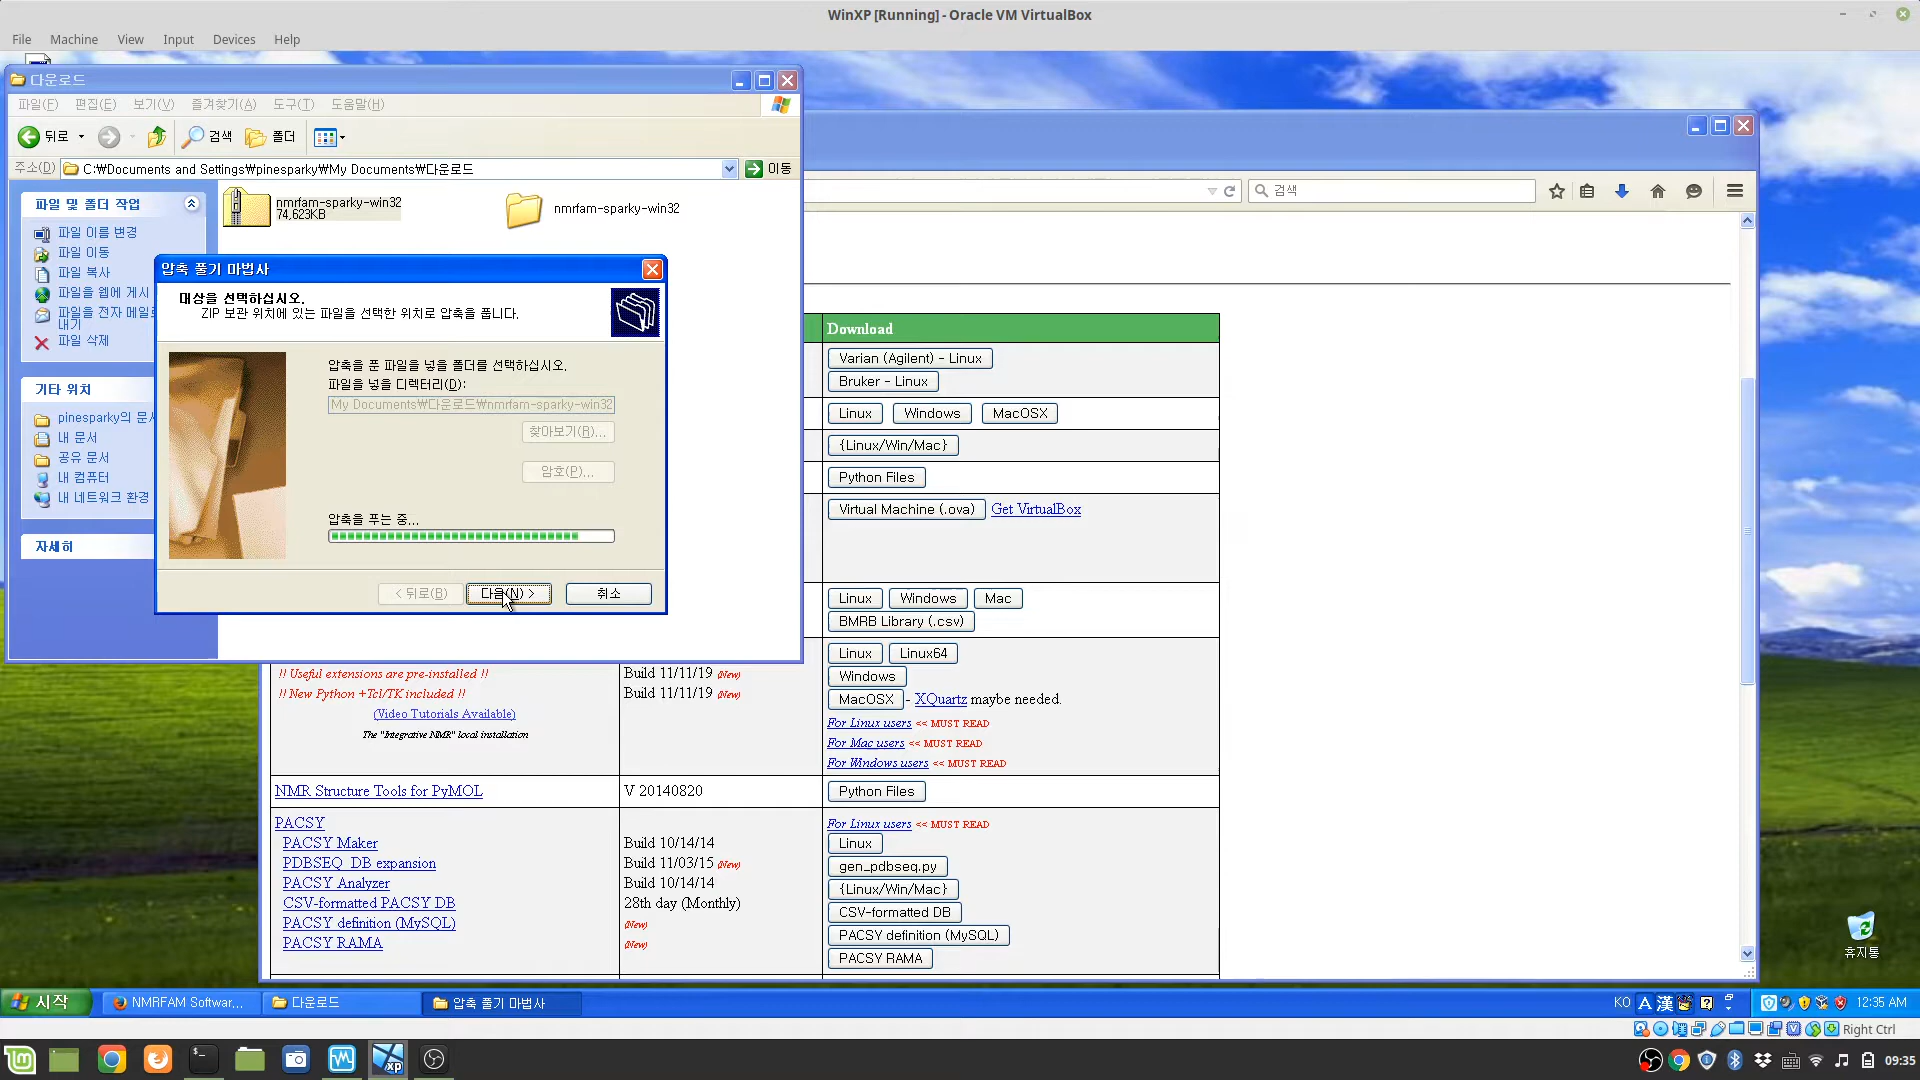 WinXP [Running] - Oracle VM VirtualBox
File Machine View Input Devices Help
다운로드
파일(F) 편집(E) 보기(V) 즐겨찾기(A) 도구(T) 도움말(H)
뒤로 검색 폴더
주소(D) C:₩Documents and Settings₩pinesparky₩My Documents₩다운로드 이동
검색
파일 및 폴더 작업
파일 이름 변경
파일 이동
파일 복사
파일을 웹에 게시
파일을 전자 메일로
내기
파일 삭제
기타 위치
pinesparky의 문서
내 문서
공유 문서
내 컴퓨터
내 네트워크 환경
자세히
nmrfam-sparky-win32
74,623KB
nmrfam-sparky-win32
압축 풀기 마법사
대상을 선택하십시오.
ZIP 보관 위치에 있는 파일을 선택한 위치로 압축을 풉니다.
압축을 푼 파일을 넣을 폴더를 선택하십시오.
파일을 넣을 디렉터리(D):
My Documents₩다운로드₩nmrfam-sparky-win32
찾아보기(R)...
암호(P)...
압축을 푸는 중...
< 뒤로(B) 다음(N) > 취소
Download
Varian (Agilent) - Linux
Bruker - Linux
Linux Windows MacOSX
{Linux/Win/Mac}
Python Files
Virtual Machine (.ova) Get VirtualBox
Linux Windows Mac
BMRB Library (.csv)
Linux Linux64
Windows
MacOSX - XQuartz maybe needed.
For Linux users << MUST READ
For Mac users << MUST READ
For Windows users << MUST READ
!! Useful extensions are pre-installed !! Build 11/11/19 (New)
!! New Python +Tcl/TK included !! Build 11/11/19 (New)
(Video Tutorials Available)
The "Integrative NMR" local installation
NMR Structure Tools for PyMOL V 20140820 Python Files
PACSY For Linux users << MUST READ
PACSY Maker Build 10/14/14 Linux
PDBSEQ_DB expansion Build 11/03/15 (New) gen_pdbseq.py
PACSY Analyzer Build 10/14/14 {Linux/Win/Mac}
CSV-formatted PACSY DB 28th day (Monthly) CSV-formatted DB
PACSY definition (MySQL) (New) PACSY definition (MySQL)
PACSY RAMA (New) PACSY RAMA
휴지통
시작 NMRFAM Softwar... 다운로드 압축 풀기 마법사 KO A 漢 12:35 AM
Right Ctrl
xp
09:35